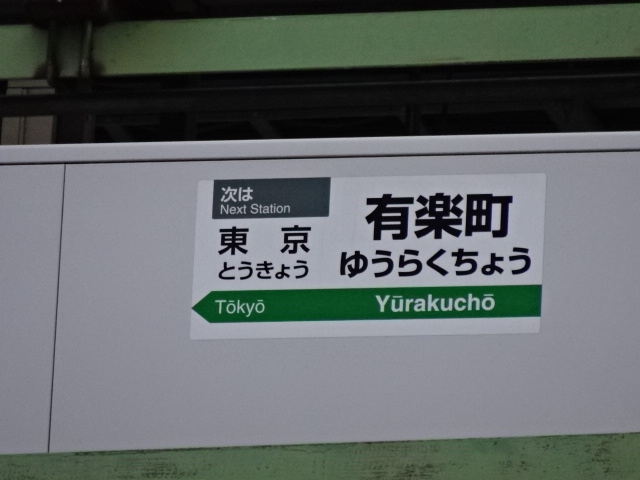 次は
Next Station
東京
とうきょう
Tōkyō
有楽町
ゆうらくちょう
Yūrakuchō